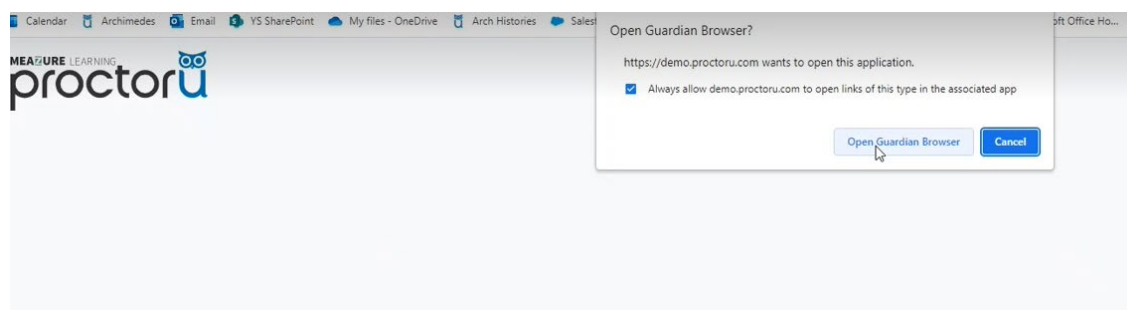 Calendar Archimedes Email YS SharePoint My files - OneDrive Arch Histories Salest
oft Office Ho...
MEAZURE LEARNING
proctorU
Open Guardian Browser?
https://demo.proctoru.com wants to open this application.
Always allow demo.proctoru.com to open links of this type in the associated app
Open Guardian Browser Cancel